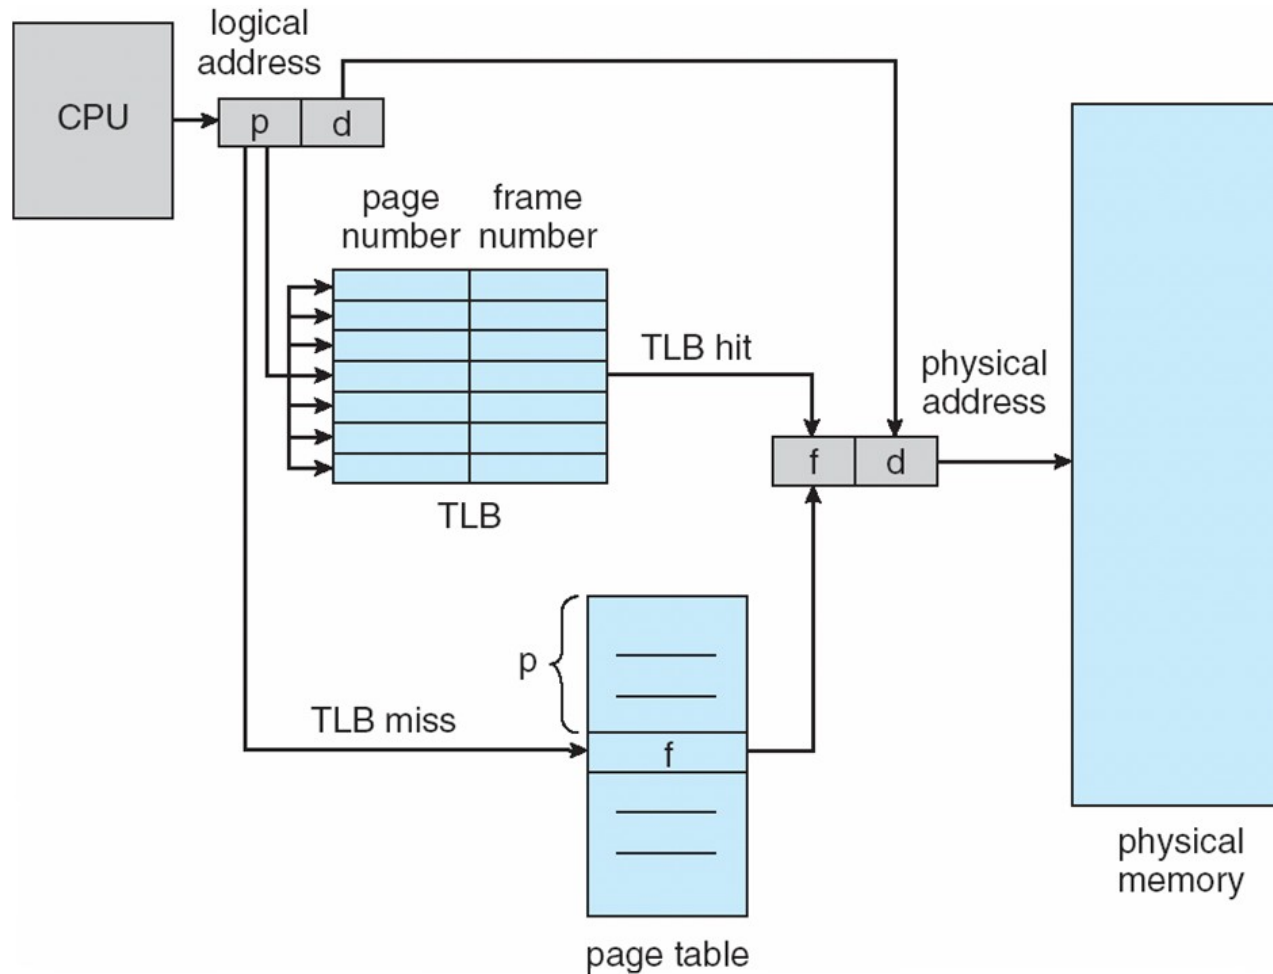 logical
address
CPU
p
d
page
number
frame
number
TLB hit
physical
address
f
d
TLB
p
TLB miss
f
physical
memory
page table